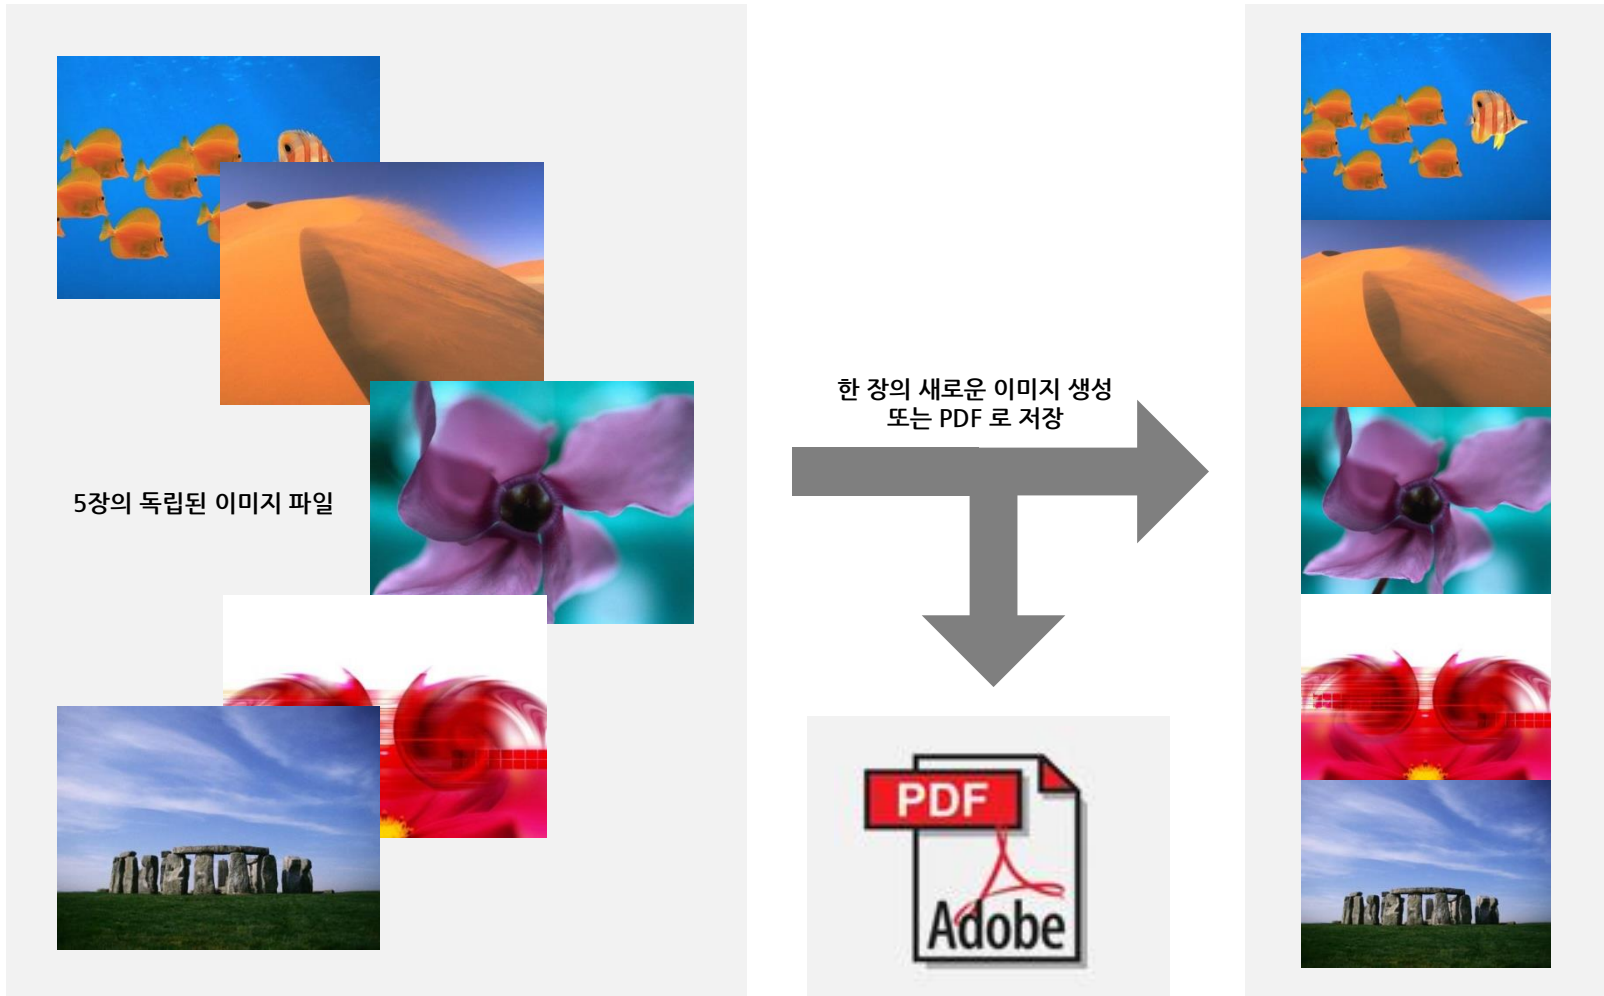 5장의 독립된 이미지 파일
한 장의 새로운 이미지 생성
또는 PDF 로 저장
PDF
Adobe